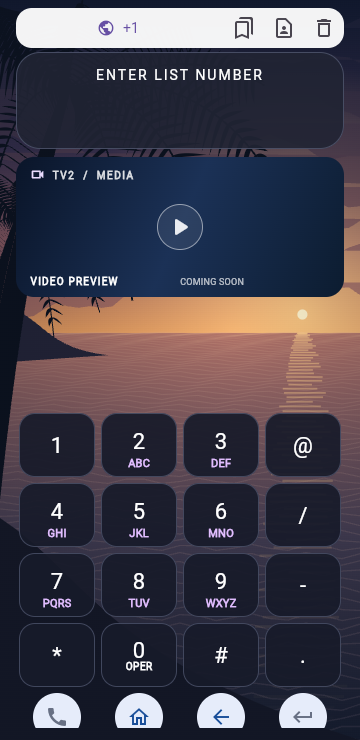 +1
ENTER LIST NUMBER
TV2 / MEDIA
VIDEO PREVIEW COMING SOON
1 2 3 @
ABC DEF
4 5 6 /
GHI JKL MNO
7 8 9 -
PQRS TUV WXYZ
* 0 # .
OPER